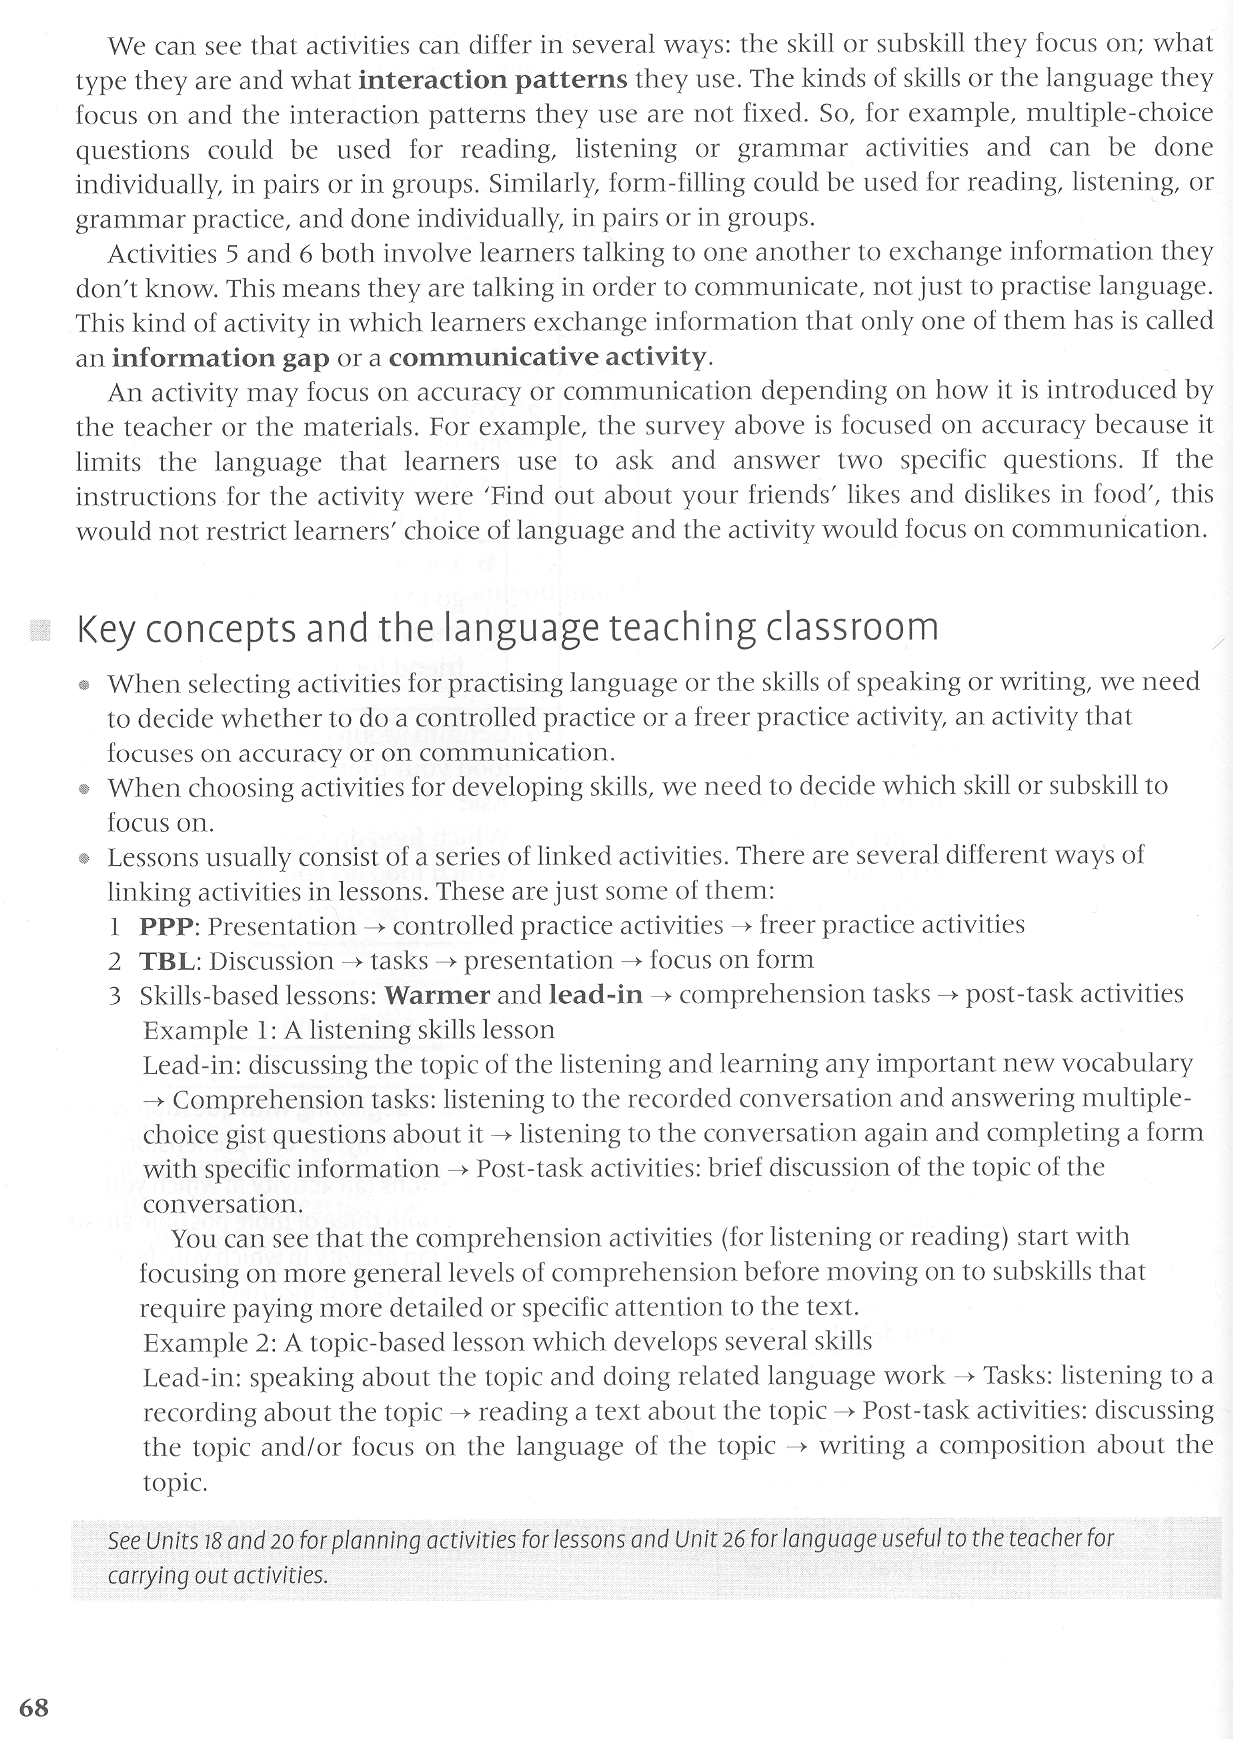 We can see that activities can differ in several ways: the skill or subskill they focus on; what
type they are and what interaction patterns they use. The kinds of skills or the language they
focus on and the interaction patterns they use are not fixed. So, for example, multiple-choice
questions could be used for reading, listening or grammar activities and can be done
individually, in pairs or in groups. Similarly, form-filling could be used for reading, listening, or
grammar practice, and done individually, in pairs or in groups.
Activities 5 and 6 both involve learners talking to one another to exchange information they
don't know. This means they are talking in order to communicate, not just to practise language.
This kind of activity in which learners exchange information that only one of them has is called
an information gap or a communicative activity.
An activity may focus on accuracy or communication depending on how it is introduced by
the teacher or the materials. For example, the survey above is focused on accuracy because it
limits the language that learners use to ask and answer two specific questions. If the
instructions for the activity were 'Find out about your friends' likes and dislikes in food', this
would not restrict learners' choice of language and the activity would focus on communication.
Key concepts and the language teaching classroom
• When selecting activities for practising language or the skills of speaking or writing, we need
to decide whether to do a controlled practice or a freer practice activity, an activity that
focuses on accuracy or on communication.
• When choosing activities for developing skills, we need to decide which skill or subskill to
focus on.
• Lessons usually consist of a series of linked activities. There are several different ways of
linking activities in lessons. These are just some of them:
1 PPP: Presentation → controlled practice activities → freer practice activities
2 TBL: Discussion → tasks → presentation → focus on form
3 Skills-based lessons: Warmer and lead-in → comprehension tasks → post-task activities
Example 1: A listening skills lesson
Lead-in: discussing the topic of the listening and learning any important new vocabulary
→ Comprehension tasks: listening to the recorded conversation and answering multiple-
choice gist questions about it → listening to the conversation again and completing a form
with specific information → Post-task activities: brief discussion of the topic of the
conversation.
You can see that the comprehension activities (for listening or reading) start with
focusing on more general levels of comprehension before moving on to subskills that
require paying more detailed or specific attention to the text.
Example 2: A topic-based lesson which develops several skills
Lead-in: speaking about the topic and doing related language work → Tasks: listening to a
recording about the topic → reading a text about the topic → Post-task activities: discussing
the topic and/or focus on the language of the topic → writing a composition about the
topic.
See Units 18 and 20 for planning activities for lessons and Unit 26 for language useful to the teacher for
carrying out activities.
68